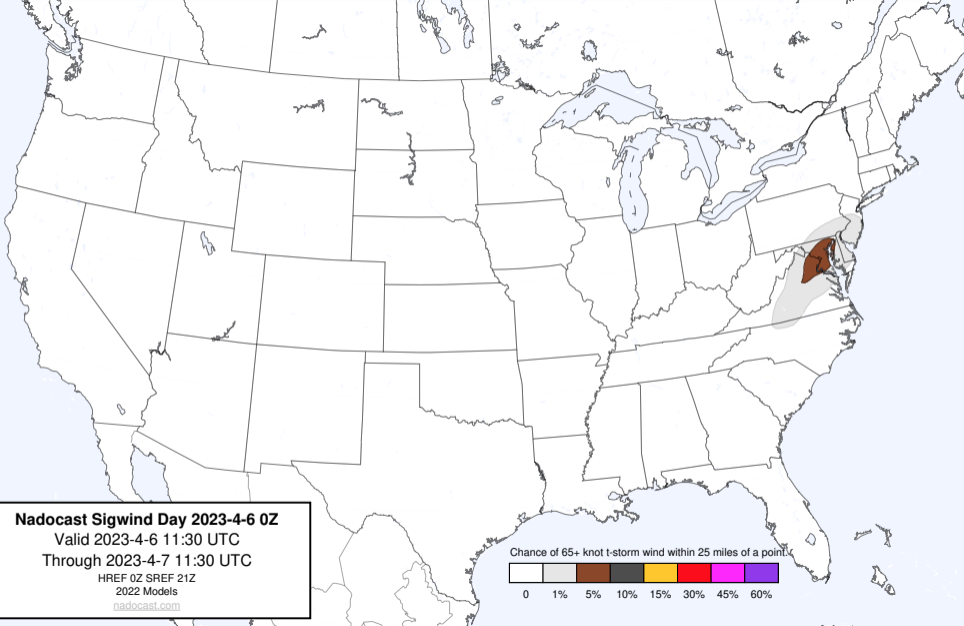 Nadocast Sigwind Day 2023-4-6 0Z
Valid 2023-4-6 11:30 UTC
Through 2023-4-7 11:30 UTC
HREF 0Z SREF 21Z
2022 Models
nadocast.com
Chance of 65+ knot t-storm wind within 25 miles of a point.
0 1% 5% 10% 15% 30% 45% 60%